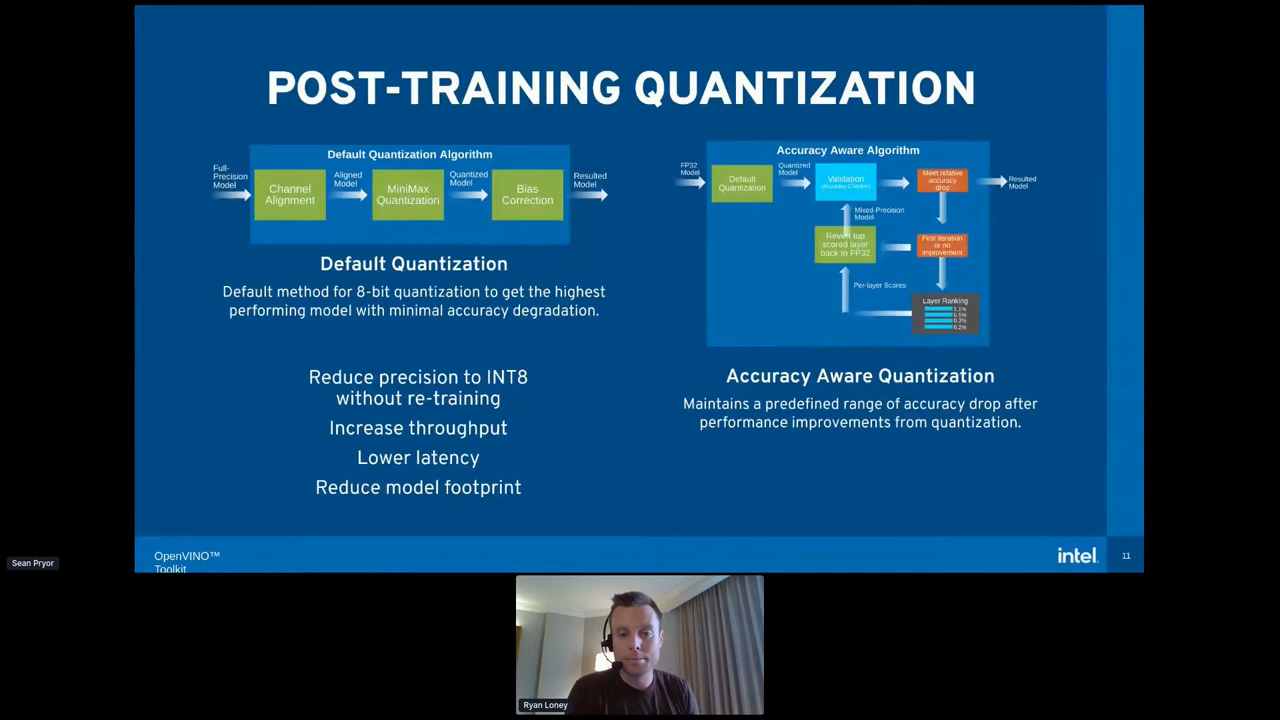 POST-TRAINING QUANTIZATION
Default Quantization Algorithm
Full-
Precision
Model
Channel
Alignment
Aligned
Model
MiniMax
Quantization
Quantized
Model
Bias
Correction
Resulted
Model
Default Quantization
Default method for 8-bit quantization to get the highest
performing model with minimal accuracy degradation.
Reduce precision to INT8
without re-training
Increase throughput
Lower latency
Reduce model footprint
Accuracy Aware Algorithm
FP32
Model
Default
Quantization
Quantized
Model
Validation
(Accuracy Checker)
Meet relative
accuracy
drop
Resulted
Model
Mixed-Precision
Model
Revert top
scored layer
back to FP32
First iteration
or no
improvement
Per-layer Scores
Layer Ranking
1.1%
0.5%
0.3%
0.2%
Accuracy Aware Quantization
Maintains a predefined range of accuracy drop after
performance improvements from quantization.
OpenVINO™
Toolkit
intel.
11
Sean Pryor
Ryan Loney